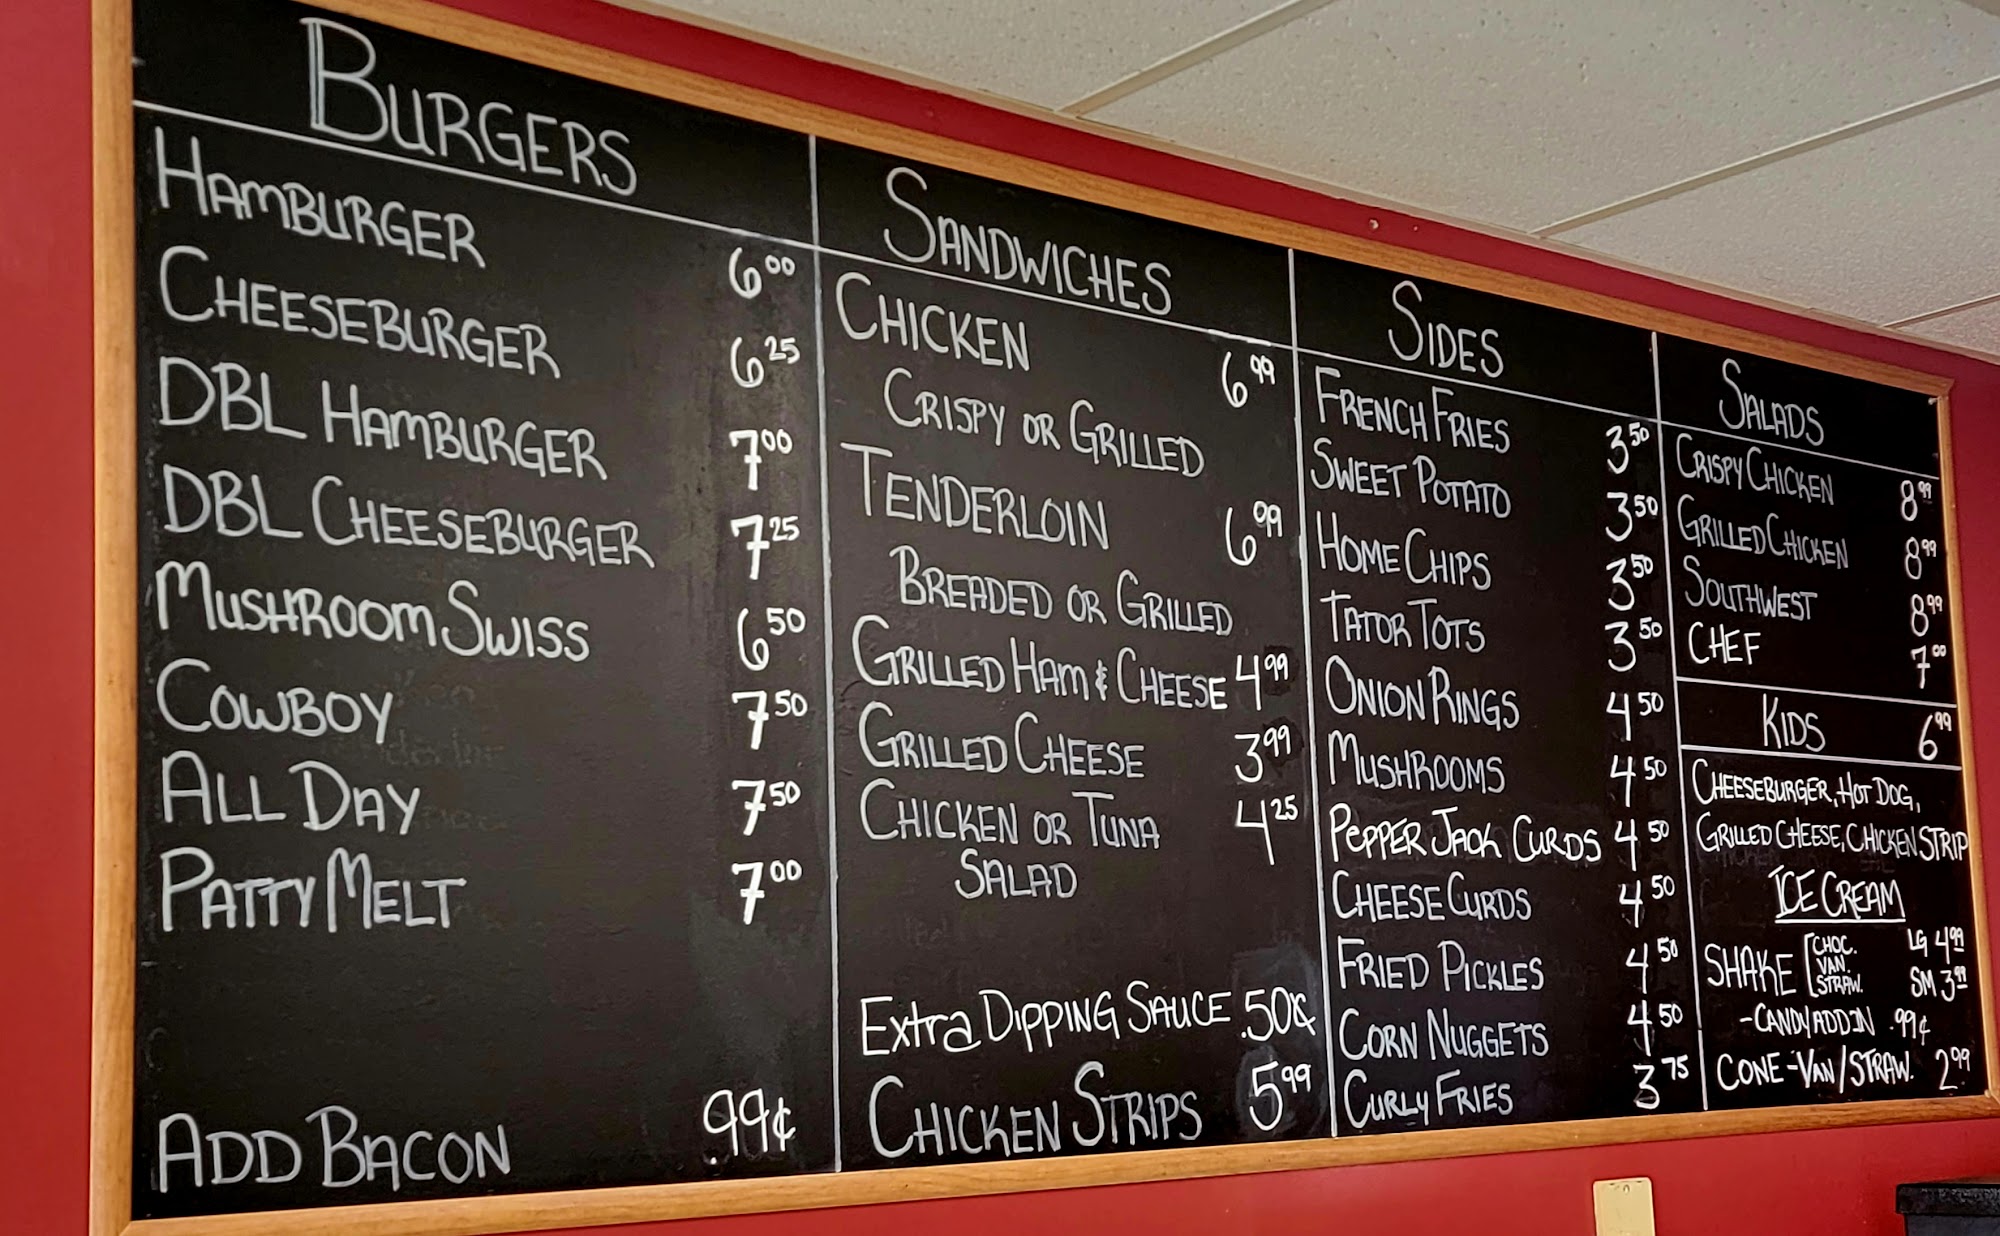 BURGERS
HAMBURGER 6.00
CHEESEBURGER 6.25
DBL HAMBURGER 7.00
DBL CHEESEBURGER 7.25
MUSHROOM SWISS 6.50
COWBOY 7.50
ALL DAY 7.50
PATTY MELT 7.00
ADD BACON .99¢
SANDWICHES
CHICKEN 6.99
CRISPY OR GRILLED
TENDERLOIN 6.99
BREADED OR GRILLED
GRILLED HAM & CHEESE 4.99
GRILLED CHEESE 3.99
CHICKEN OR TUNA 4.25
SALAD
Extra DIPPING SAUCE .50¢
CHICKEN STRIPS 5.99
SIDES
FRENCH FRIES 3.50
SWEET POTATO 3.50
HOME CHIPS 3.50
TATOR TOTS 3.50
ONION RINGS 4.50
MUSHROOMS 4.50
PEPPER JACK CURDS 4.50
CHEESE CURDS 4.50
FRIED PICKLES 4.50
CORN NUGGETS 4.50
CURLY FRIES 3.75
SALADS
CRISPY CHICKEN 8.99
GRILLED CHICKEN 8.99
SOUTHWEST 8.99
CHEF 7.00
KIDS 6.99
CHEESEBURGER, HOT DOG,
GRILLED CHEESE, CHICKEN STRIP
ICE CREAM
SHAKE [CHOC. LG 4.99
VAN.
STRAW. SM 3.99
-CANDY ADD IN .99¢
CONE-VAN/STRAW. 2.99